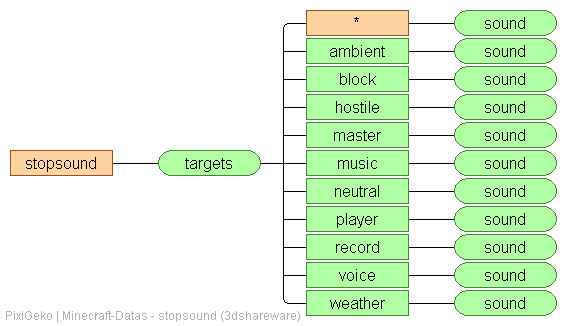 * sound
ambient sound
block sound
hostile sound
master sound
stopsound targets music sound
neutral sound
player sound
record sound
voice sound
weather sound
PixiGeko | Minecraft-Datas - stopsound (3dshareware)